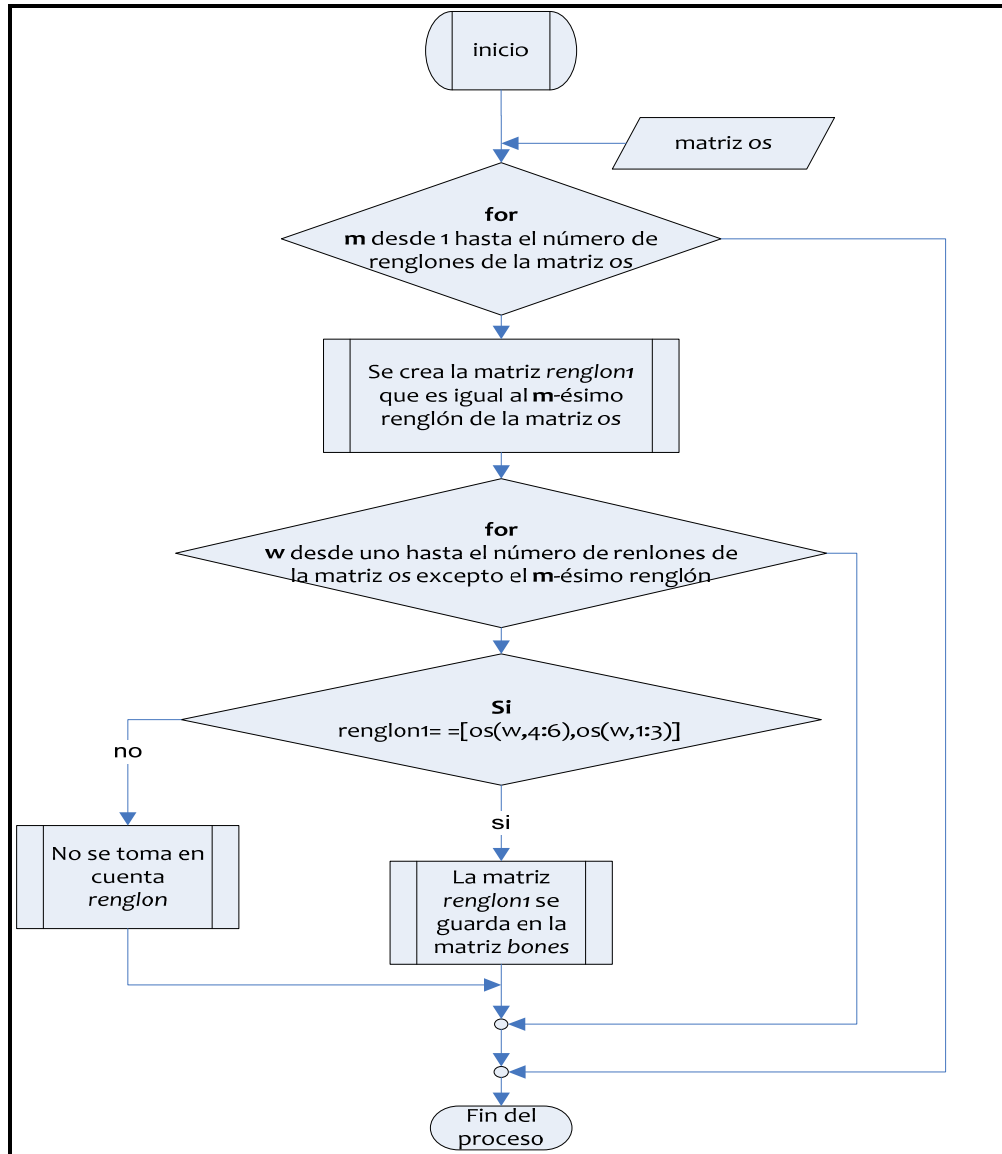 inicio
matriz os
for
m desde 1 hasta el número de
renglones de la matriz os
Se crea la matriz renglon1
que es igual al m-ésimo
renglón de la matriz os
for
w desde uno hasta el número de renlones de
la matriz os excepto el m-ésimo renglón
Si
renglon1= =[os(w,4:6),os(w,1:3)]
no
si
No se toma en
cuenta
renglon
La matriz
renglon1 se
guarda en la
matriz bones
Fin del
proceso